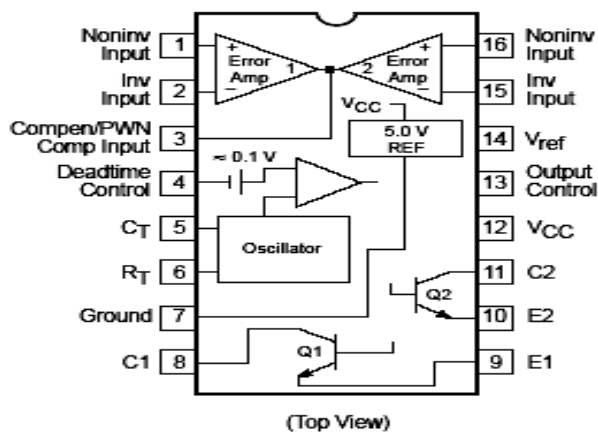 Noninv
Input
1
+
Error
Amp
−
1
2
+
Error
Amp
−
16
Noninv
Input
Inv
Input
2
15
Inv
Input
Compen/PWN
Comp Input
3
VCC
5.0 V
REF
14
Vref
Deadtime
Control
4
≈ 0.1 V
13
Output
Control
CT
5
Oscillator
12
VCC
RT
6
11
C2
Q2
Ground
7
10
E2
C1
8
Q1
9
E1
(Top View)